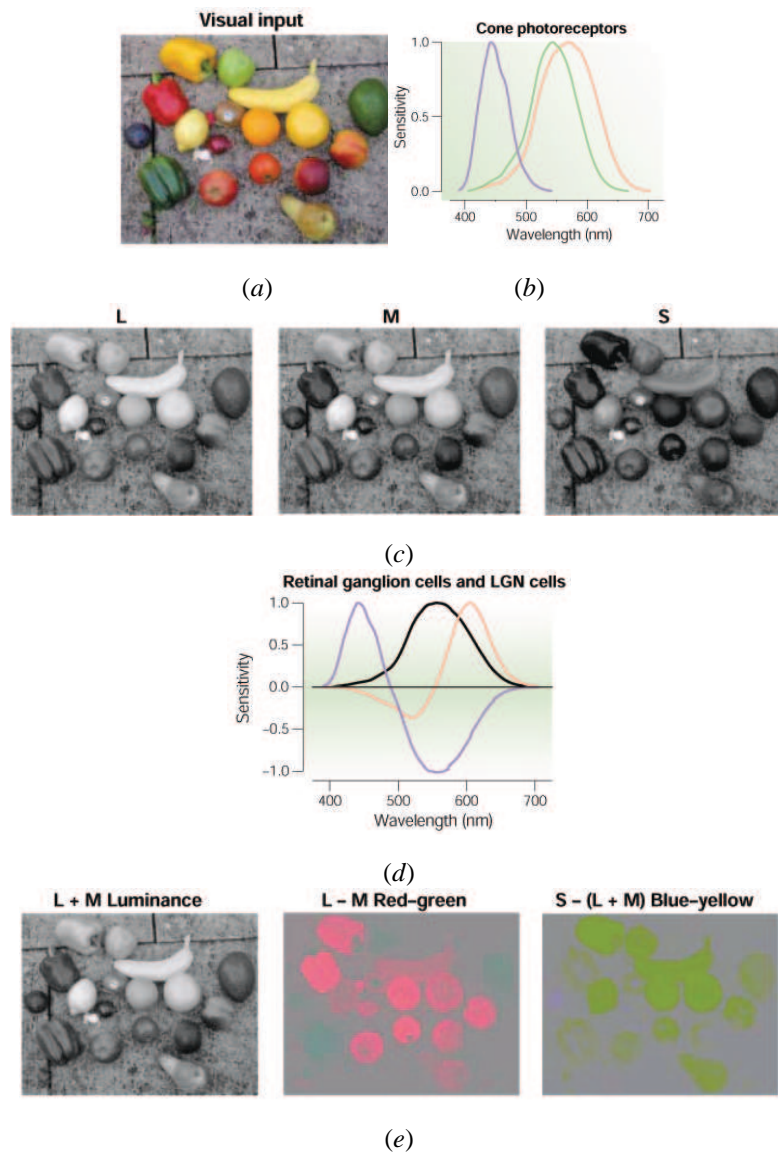 Visual input
Cone photoreceptors
1.0
0.5
0.0
Sensitivity
400 500 600 700
Wavelength (nm)
(a) (b)
L M S
(c)
Retinal ganglion cells and LGN cells
1.0
0.5
0.0
−0.5
−1.0
Sensitivity
400 500 600 700
Wavelength (nm)
(d)
L + M Luminance L − M Red–green S − (L + M) Blue–yellow
(e)